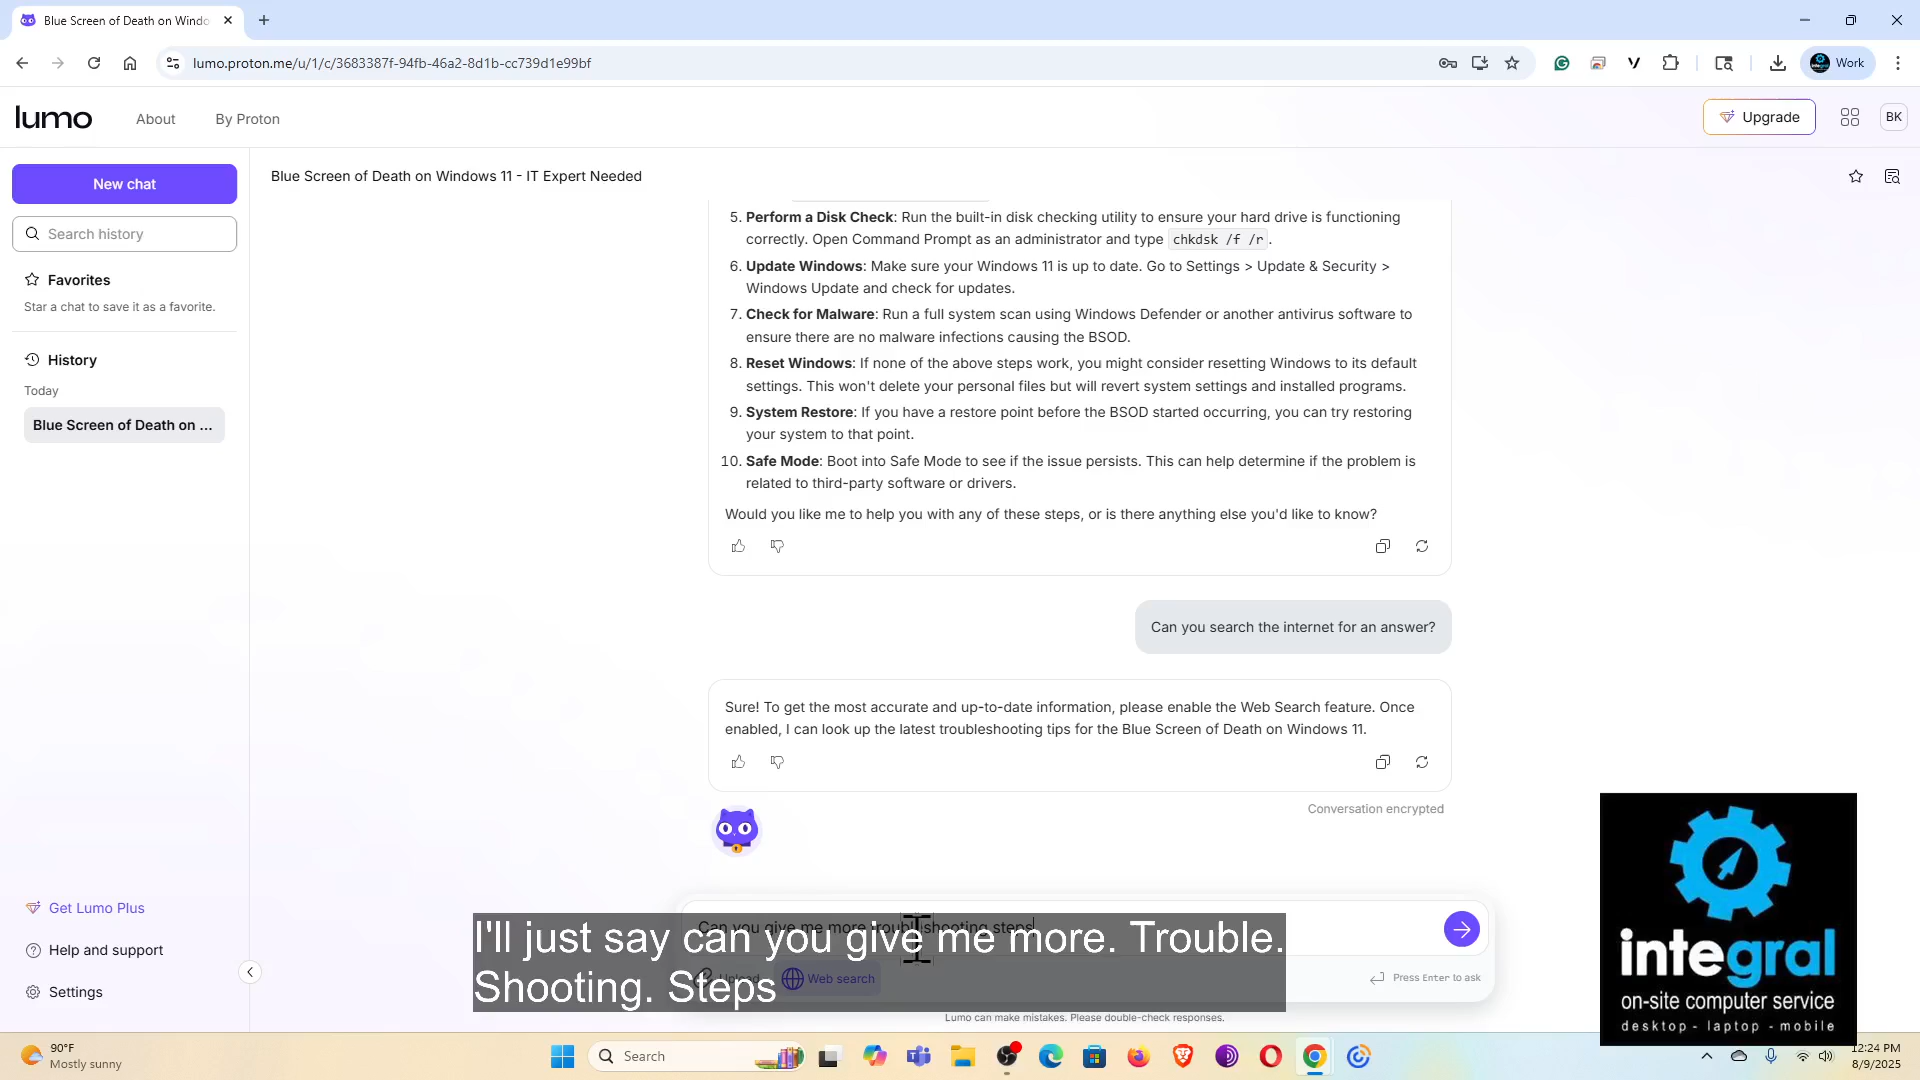 Blue Screen of Death on Windo
lumo.proton.me/u/1/c/3683387f-94fb-46a2-8d1b-cc739d1e99bf
Work
lumo
About
By Proton
Upgrade
BK
New chat
Blue Screen of Death on Windows 11 - IT Expert Needed
Search history
5. Perform a Disk Check: Run the built-in disk checking utility to ensure your hard drive is functioning
correctly. Open Command Prompt as an administrator and type chkdsk /f /r.
6. Update Windows: Make sure your Windows 11 is up to date. Go to Settings > Update & Security >
Windows Update and check for updates.
7. Check for Malware: Run a full system scan using Windows Defender or another antivirus software to
ensure there are no malware infections causing the BSOD.
8. Reset Windows: If none of the above steps work, you might consider resetting Windows to its default
settings. This won't delete your personal files but will revert system settings and installed programs.
9. System Restore: If you have a restore point before the BSOD started occurring, you can try restoring
your system to that point.
10. Safe Mode: Boot into Safe Mode to see if the issue persists. This can help determine if the problem is
related to third-party software or drivers.
Would you like me to help you with any of these steps, or is there anything else you'd like to know?
Favorites
Star a chat to save it as a favorite.
History
Today
Blue Screen of Death on ...
Can you search the internet for an answer?
Sure! To get the most accurate and up-to-date information, please enable the Web Search feature. Once
enabled, I can look up the latest troubleshooting tips for the Blue Screen of Death on Windows 11.
Conversation encrypted
Get Lumo Plus
Help and support
Settings
Can you give me more troubleshooting steps
I'll just say can you give me more. Trouble.
Shooting. Steps
Upload
Web search
Press Enter to ask
Lumo can make mistakes. Please double-check responses.
integral
on-site computer service
desktop - laptop - mobile
90°F
Mostly sunny
Search
12:24 PM
8/9/2025